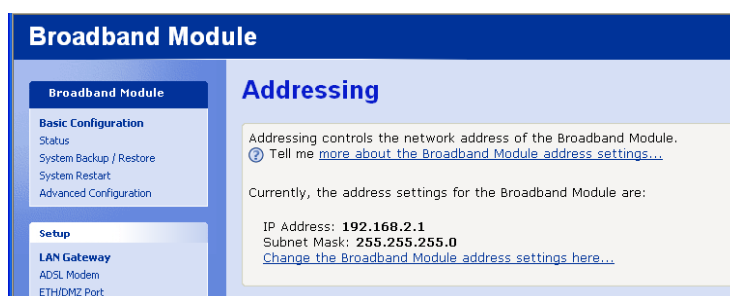 Broadband Module
Broadband Module
Basic Configuration
Status
System Backup / Restore
System Restart
Advanced Configuration
Setup
LAN Gateway
ADSL Modem
ETH/DMZ Port
Addressing
Addressing controls the network address of the Broadband Module.
Tell me more about the Broadband Module address settings...
Currently, the address settings for the Broadband Module are:
IP Address: 192.168.2.1
Subnet Mask: 255.255.255.0
Change the Broadband Module address settings here...